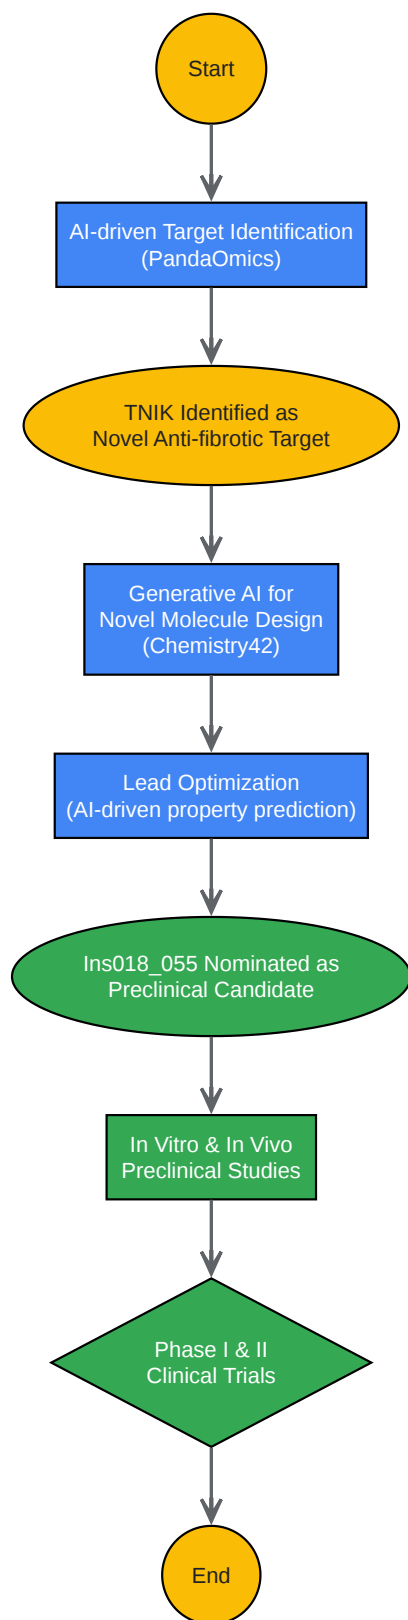 Start
AI-driven Target Identification
(PandaOmics)
TNIK Identified as
Novel Anti-fibrotic Target
Generative AI for
Novel Molecule Design
(Chemistry42)
Lead Optimization
(AI-driven property prediction)
Ins018_055 Nominated as
Preclinical Candidate
In Vitro & In Vivo
Preclinical Studies
Phase I & II
Clinical Trials
End